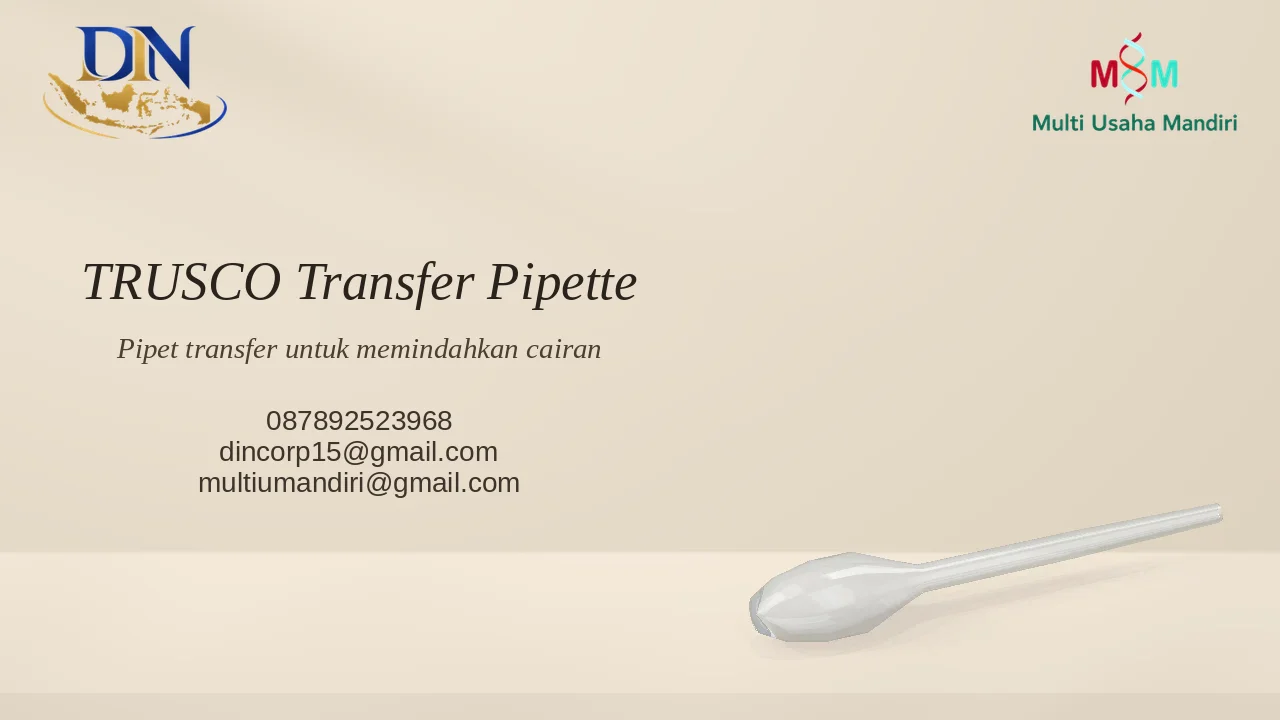 DIN
MSM
Multi Usaha Mandiri
TRUSCO Transfer Pipette
Pipet transfer untuk memindahkan cairan
087892523968
dincorp15@gmail.com
multiumandiri@gmail.com